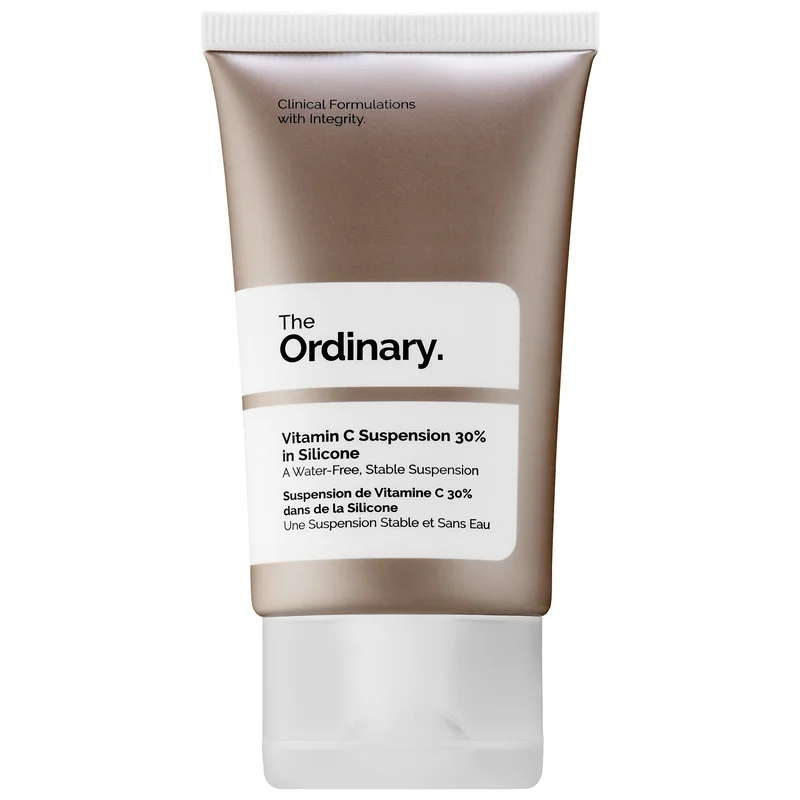 Clinical Formulations
with Integrity.
The
Ordinary.
Vitamin C Suspension 30%
in Silicone
A Water-Free, Stable Suspension
Suspension de Vitamine C 30%
dans de la Silicone
Une Suspension Stable et Sans Eau